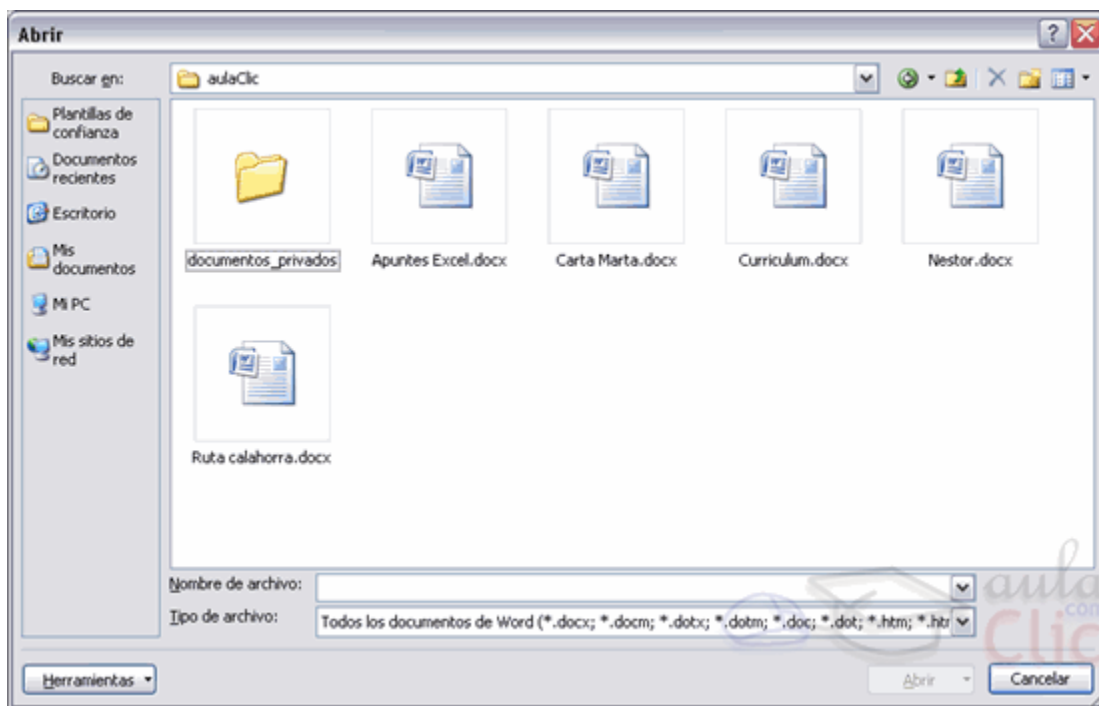 Abrir
Buscar en:
aulaClic
Plantillas de
confianza
Documentos
recientes
Escritorio
Mis
documentos
Mi PC
Mis sitios de
red
documentos_privados
Apuntes Excel.docx
Carta Marta.docx
Curriculum.docx
Nestor.docx
Ruta calahorra.docx
Nombre de archivo:
Tipo de archivo:
Todos los documentos de Word (*.docx; *.docm; *.dotx; *.dotm; *.doc; *.dot; *.htm; *.htr
Herramientas
Abrir
Cancelar
aula
.com
Clic